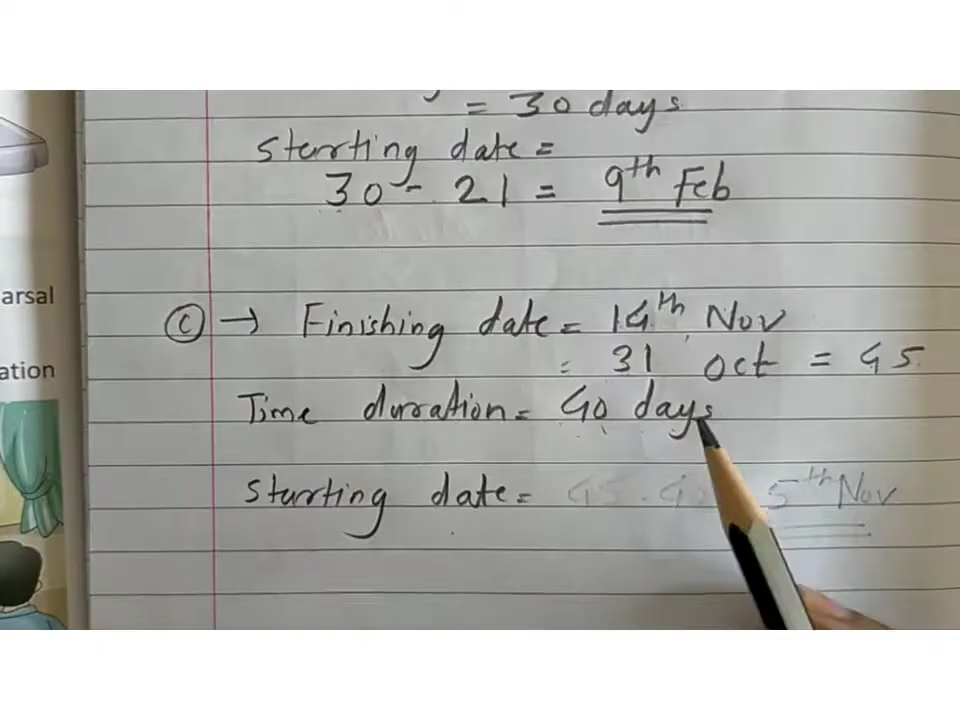 = 30 days
Starting date =
30 - 21 = 9th Feb
arsal
(c) → Finishing date = 14th Nov
= 31 Oct = 45
ation
Time duration = 40 days
Starting date = 45 - 40 5th Nov